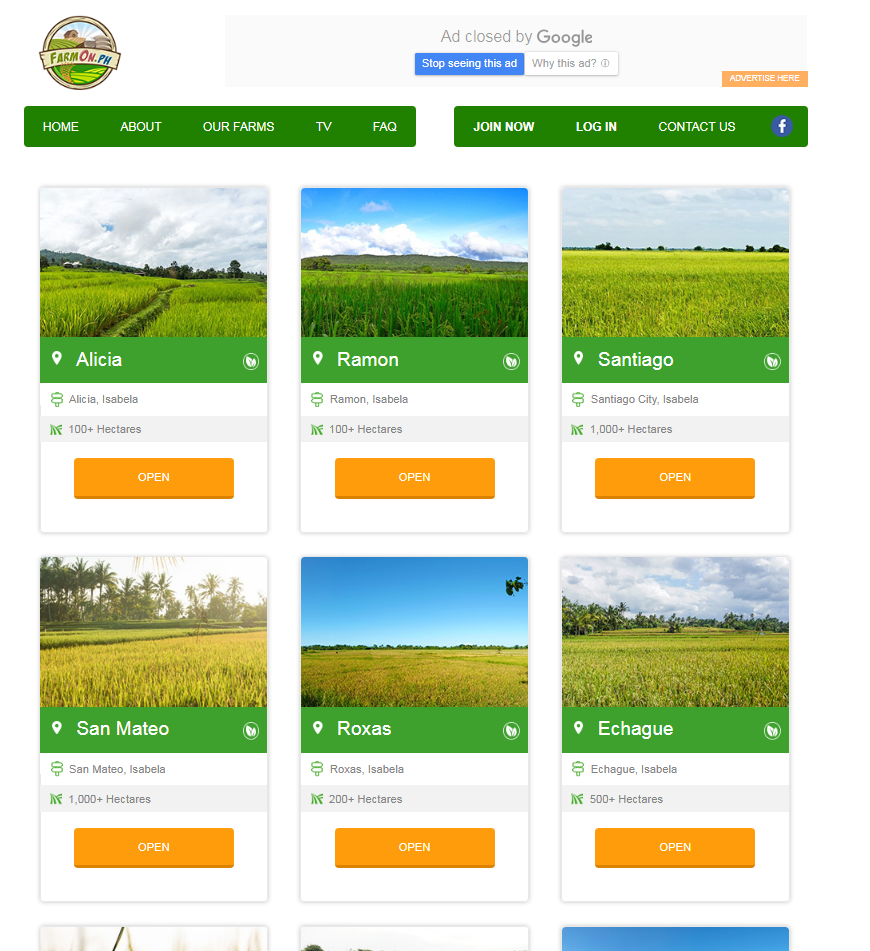 FARMON.PH
Ad closed by Google
Stop seeing this ad
Why this ad?
ADVERTISE HERE
HOME
ABOUT
OUR FARMS
TV
FAQ
JOIN NOW
LOG IN
CONTACT US
f
Alicia
Alicia, Isabela
100+ Hectares
OPEN
Ramon
Ramon, Isabela
100+ Hectares
OPEN
Santiago
Santiago City, Isabela
1,000+ Hectares
OPEN
San Mateo
San Mateo, Isabela
1,000+ Hectares
OPEN
Roxas
Roxas, Isabela
200+ Hectares
OPEN
Echague
Echague, Isabela
500+ Hectares
OPEN